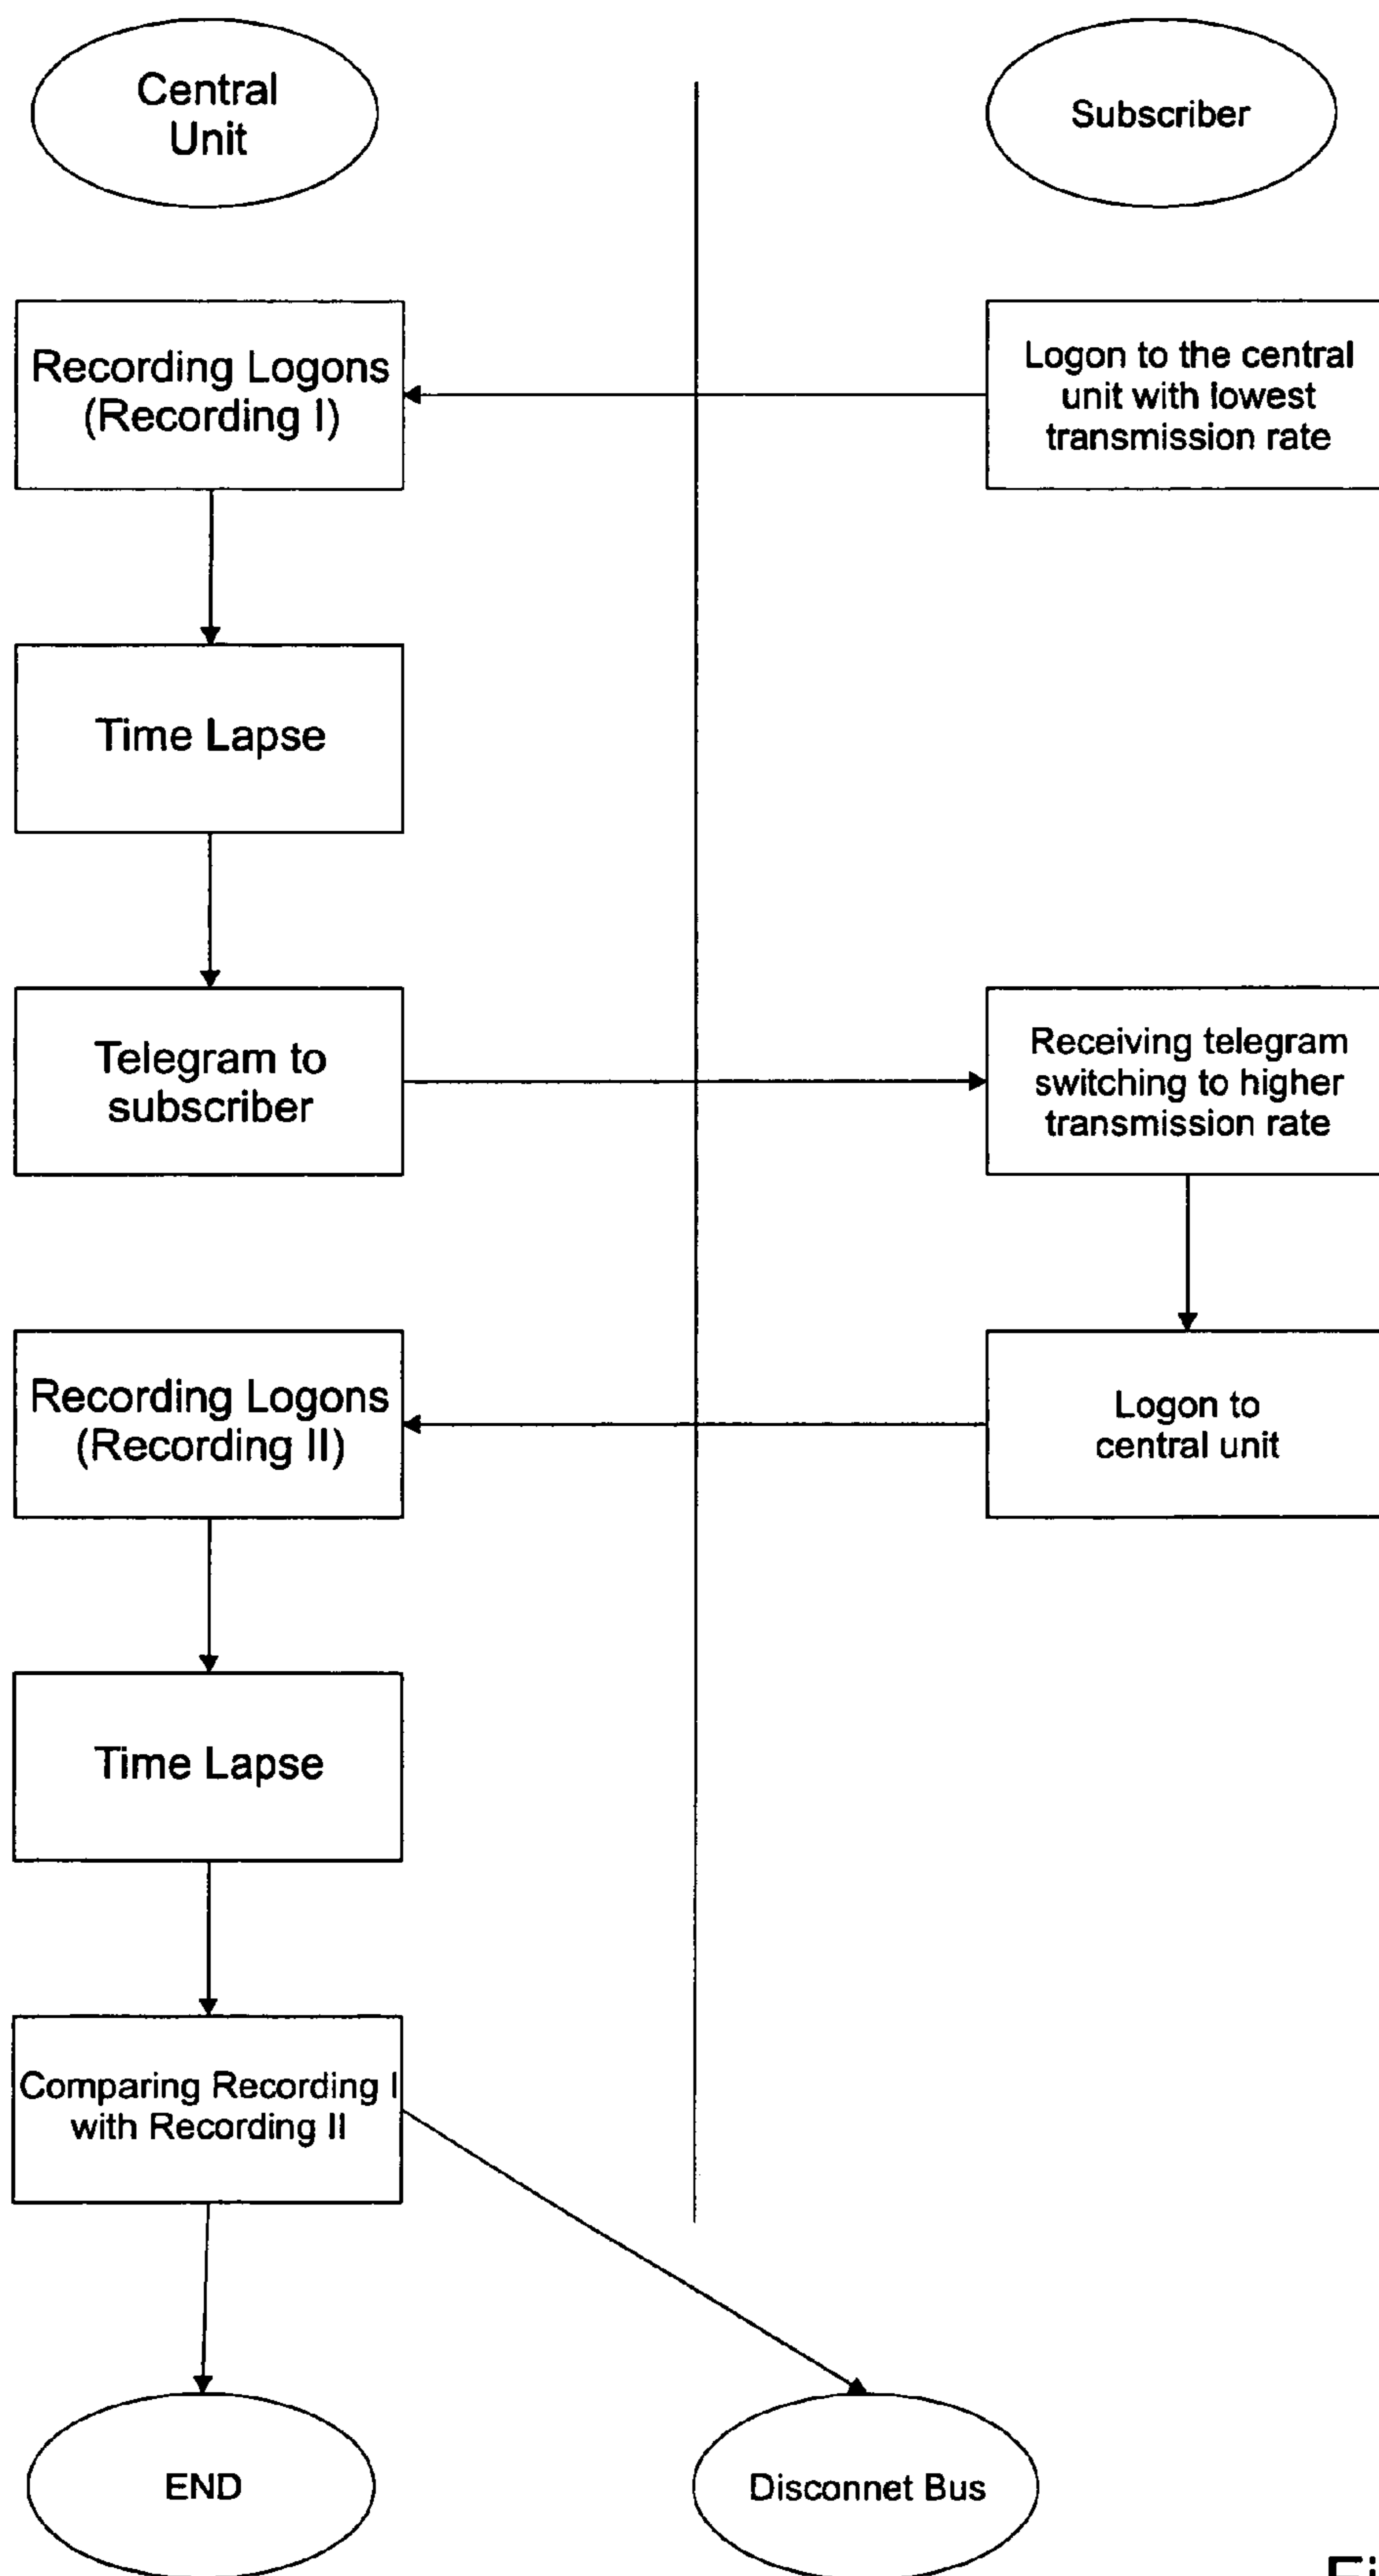 Central
Unit
Subscriber
Recording Logons
(Recording I)
Logon to the central
unit with lowest
transmission rate
Time Lapse
Telegram to
subscriber
Receiving telegram
switching to higher
transmission rate
Recording Logons
(Recording II)
Logon to
central unit
Time Lapse
Comparing Recording I
with Recording II
END
Disconnet Bus